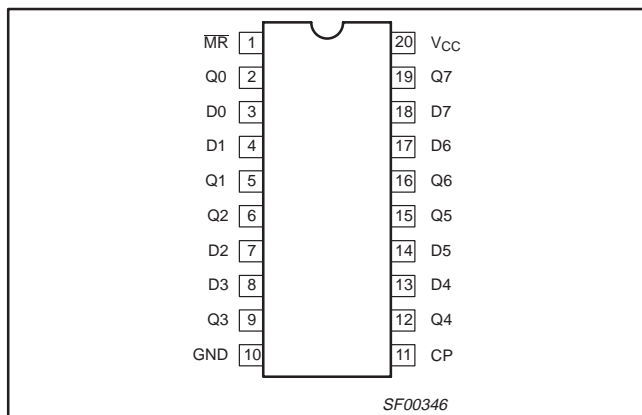 M̅R̅ 1 20 VCC
Q0 2 19 Q7
D0 3 18 D7
D1 4 17 D6
Q1 5 16 Q6
Q2 6 15 Q5
D2 7 14 D5
D3 8 13 D4
Q3 9 12 Q4
GND 10 11 CP
SF00346